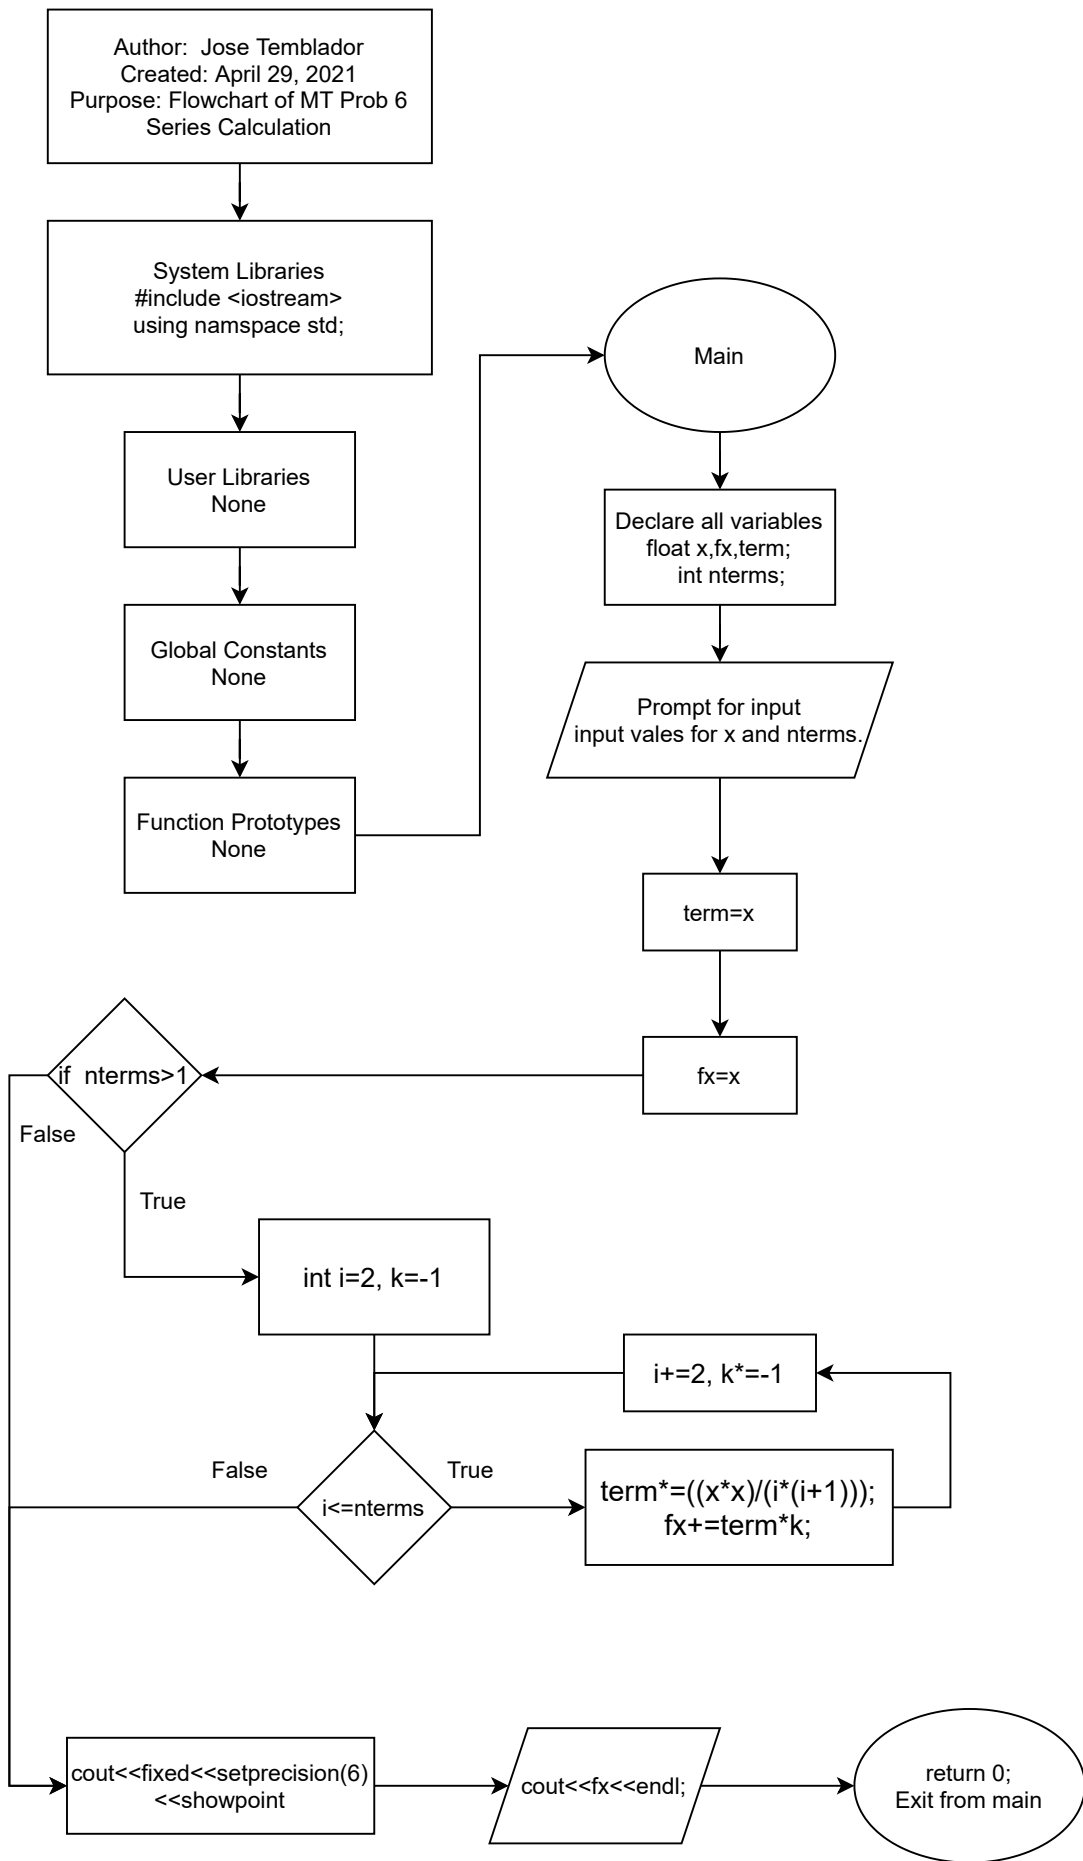 Author: Jose Temblador
Created: April 29, 2021
Purpose: Flowchart of MT Prob 6
Series Calculation
System Libraries
#include <iostream>
using namspace std;
User Libraries
None
Global Constants
None
Function Prototypes
None
Main
Declare all variables
float x,fx,term;
int nterms;
Prompt for input
input vales for x and nterms.
term=x
fx=x
if nterms>1
False
True
int i=2, k=-1
i+=2, k*=-1
False
True
i<=nterms
term*=((x*x)/(i*(i+1)));
fx+=term*k;
cout<<fixed<<setprecision(6)
<<showpoint
cout<<fx<<endl;
return 0;
Exit from main